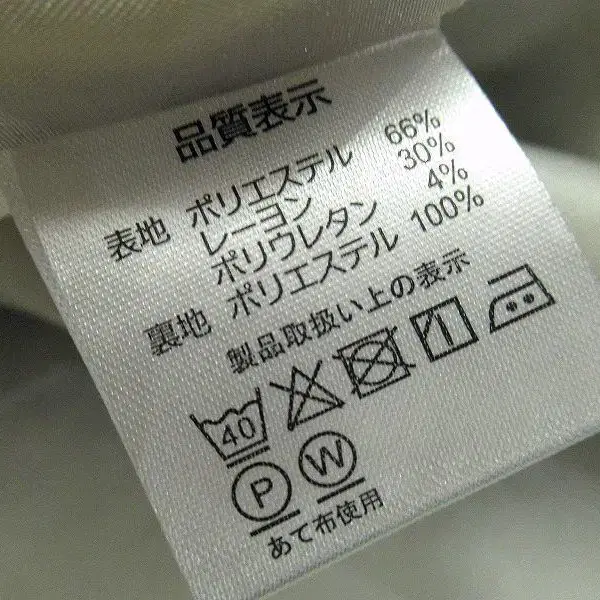 品質表示
表地 ポリエステル 66%
レーヨン 30%
ポリウレタン 4%
裏地 ポリエステル 100%
製品取扱い上の表示
40
P W
あて布使用